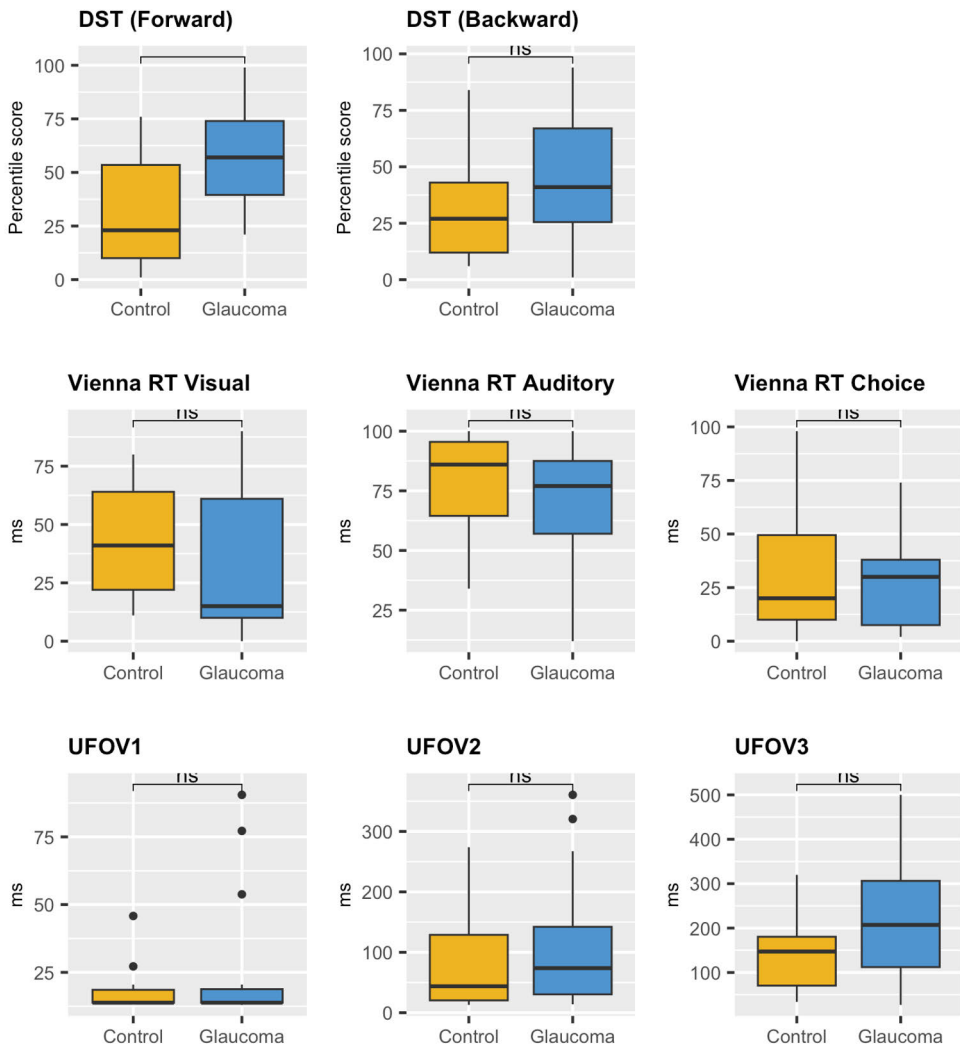 DST (Forward)
DST (Backward)
Percentile score
100
75
50
25
0
Control
Glaucoma
Percentile score
ns
100
75
50
25
0
Control
Glaucoma
Vienna RT Visual
Vienna RT Auditory
Vienna RT Choice
ms
ns
75
50
25
0
Control
Glaucoma
ms
ns
100
75
50
25
Control
Glaucoma
ms
ns
100
75
50
25
0
Control
Glaucoma
UFOV1
UFOV2
UFOV3
ms
ns
75
50
25
Control
Glaucoma
ms
ns
300
200
100
0
Control
Glaucoma
ms
ns
500
400
300
200
100
Control
Glaucoma